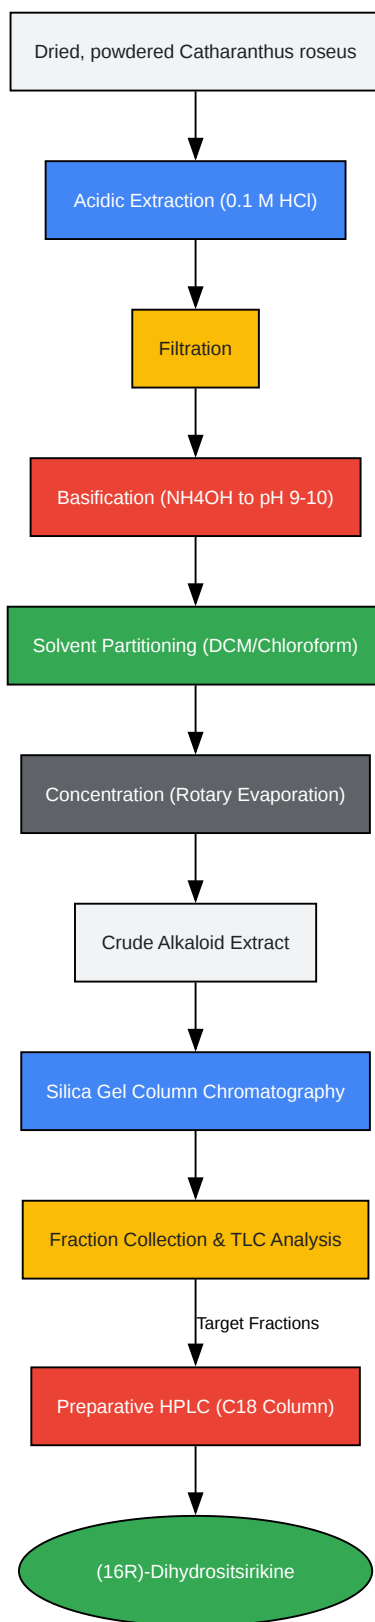 Dried, powdered Catharanthus roseus
Acidic Extraction (0.1 M HCl)
Filtration
Basification (NH4OH to pH 9-10)
Solvent Partitioning (DCM/Chloroform)
Concentration (Rotary Evaporation)
Crude Alkaloid Extract
Silica Gel Column Chromatography
Fraction Collection & TLC Analysis
Target Fractions
Preparative HPLC (C18 Column)
(16R)-Dihydrositsirikine